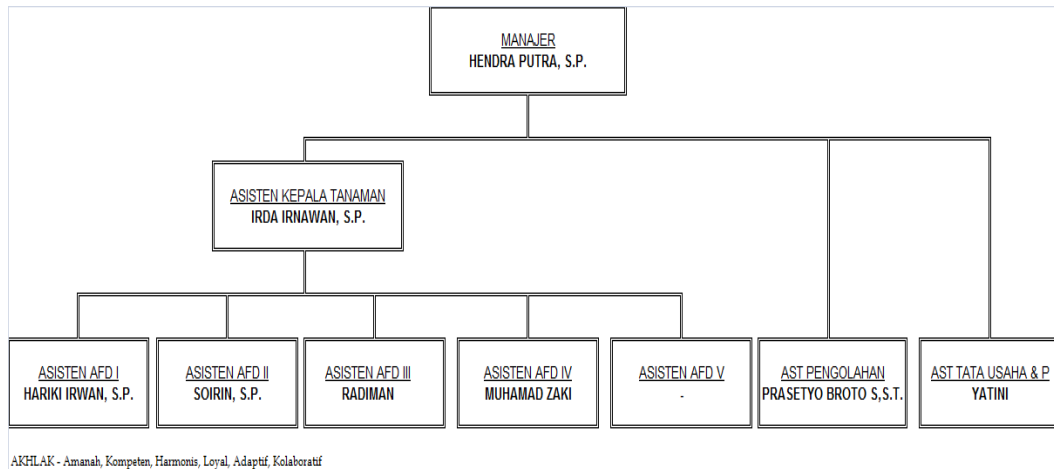 MANAJER
HENDRA PUTRA, S.P.
ASISTEN KEPALA TANAMAN
IRDA IRNAWAN, S.P.
ASISTEN AFD I
HARIKI IRWAN, S.P.
ASISTEN AFD II
SOIRIN, S.P.
ASISTEN AFD III
RADIMAN
ASISTEN AFD IV
MUHAMAD ZAKI
ASISTEN AFD V
-
AST PENGOLAHAN
PRASETYO BROTO S,S.T.
AST TATA USAHA & P
YATINI
AKHLAK - Amanah, Kompeten, Harmonis, Loyal, Adaptif, Kolaboratif